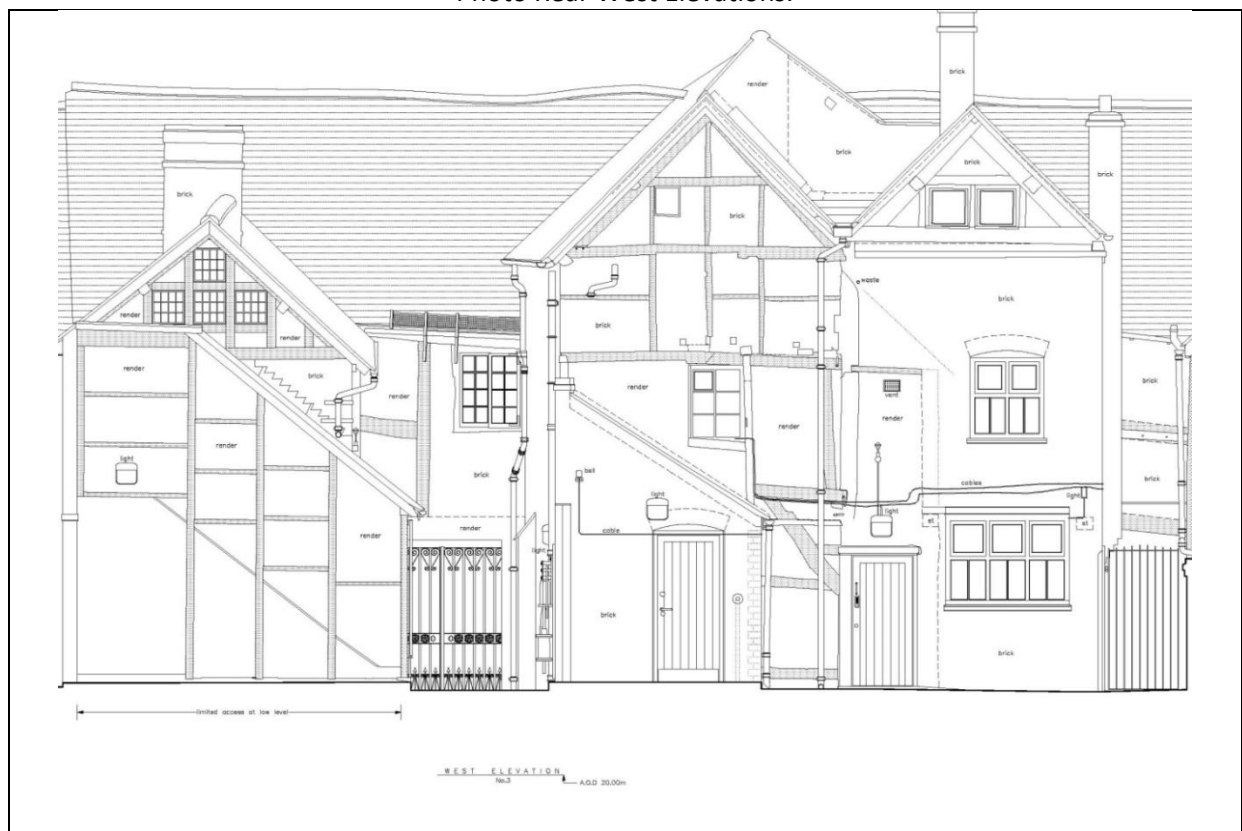 Photo Rear West Elevations.
render
brick
brick
brick
brick
brick
brick
render
render
waste
brick
brick
brick
render
brick
render
vent
render
render
render
render
brick
light
bell
light
cables
light
light
cable
render
render
light
brick
brick
brick
limited access at low level
WEST ELEVATION
No.3
A.O.D 20.00m